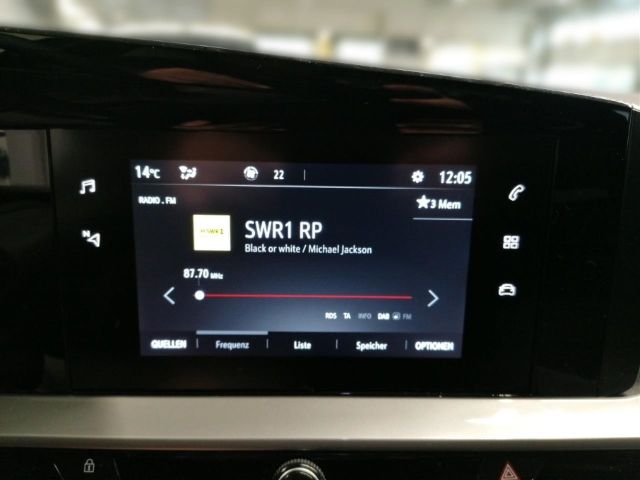 14°C 22 12:05
RADIO . FM
★3 Mem
SWR1
SWR1 RP
Black or white / Michael Jackson
87.70 MHz
RDS TA INFO DAB FM
QUELLEN Frequenz Liste Speicher OPTIONEN
N